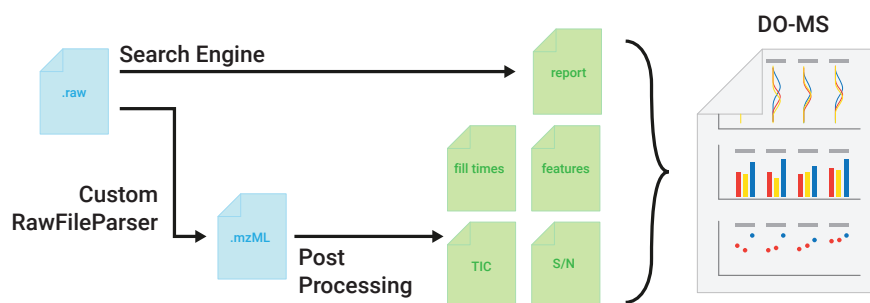 DO-MS
Search Engine
.raw
report
Custom
RawFileParser
fill times
features
.mzML
Post
Processing
TIC
S/N